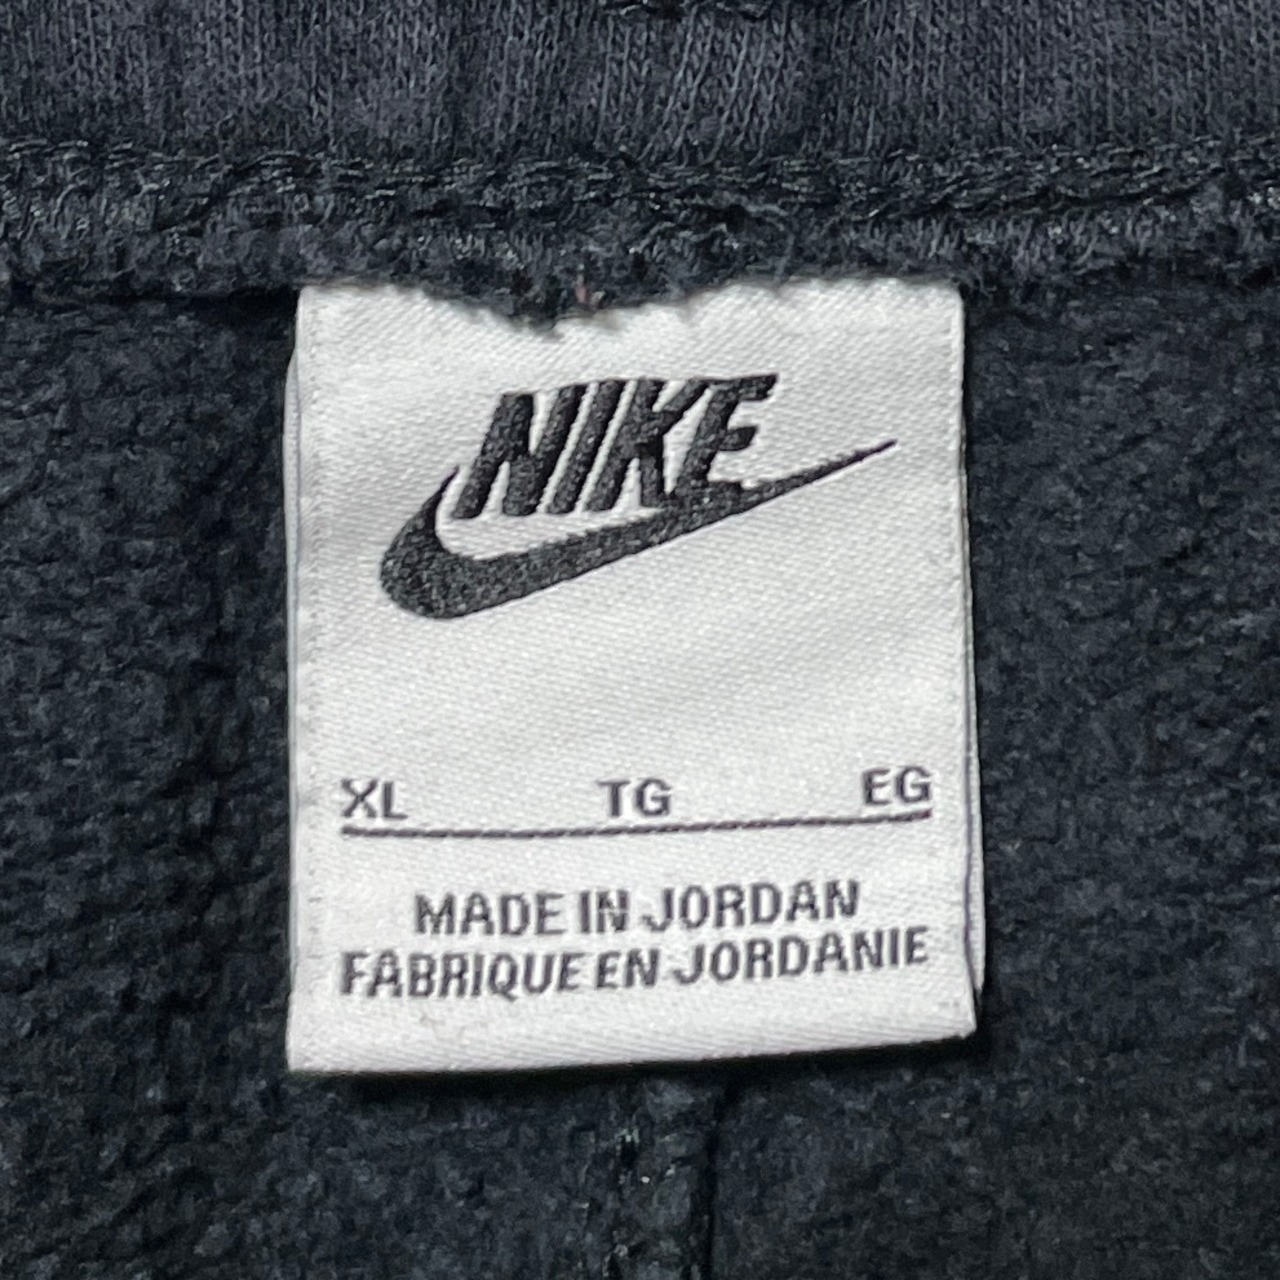 NIKE
XL TG EG
MADE IN JORDAN
FABRIQUE EN JORDANIE